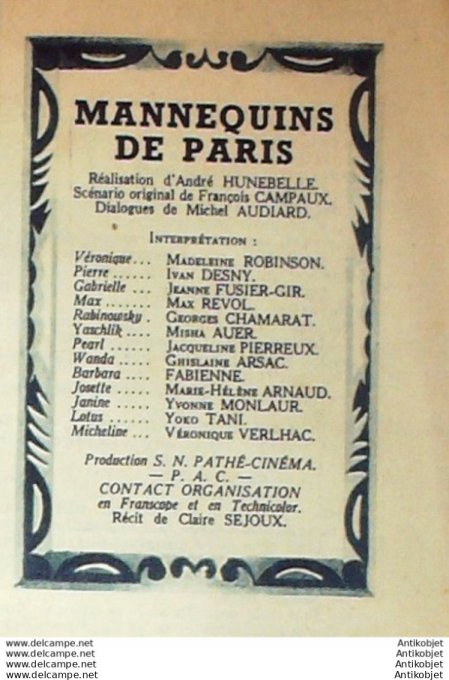 MANNEQUINS
DE PARIS
Réalisation d'André HUNEBELLE.
Scénario original de François CAMPAUX.
Dialogues de Michel AUDIARD.
INTERPRÉTATION :
Véronique... MADELEINE ROBINSON.
Pierre ...... IVAN DESNY.
Gabrielle ... JEANNE FUSIER-GIR.
Max ....... MAX REVOL.
Rabinowsky . GEORGES CHAMARAT.
Yaschlik .... MISHA AUER.
Pearl ...... JACQUELINE PIERREUX.
Wanda ..... GHISLAINE ARSAC.
Barbara .... FABIENNE.
Josette ..... MARIE-HÉLÈNE ARNAUD.
Janine ..... YVONNE MONLAUR.
Lotus ...... YOKO TANI.
Micheline ... VÉRONIQUE VERLHAC.
Production S. N. PATHÉ-CINÉMA.
— P. A. C. —
CONTACT ORGANISATION
en Franscope et en Technicolor.
Récit de Claire SEJOUX.
www.delcampe.net Antikobjet
www.delcampe.net Antikobjet
www.delcampe.net Antikobjet